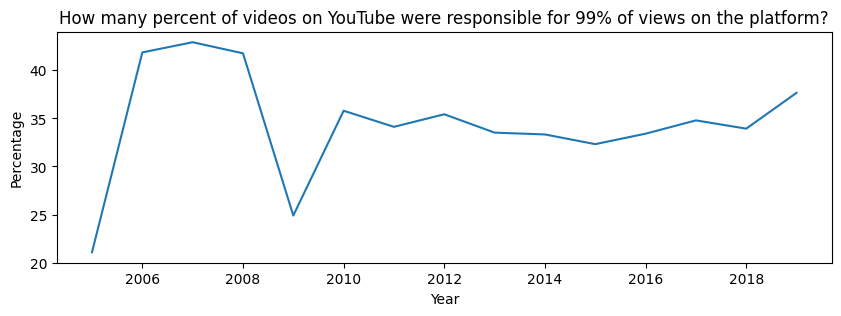 How many percent of videos on YouTube were responsible for 99% of views on the platform?
Percentage
40
35
30
25
20
2006 2008 2010 2012 2014 2016 2018
Year